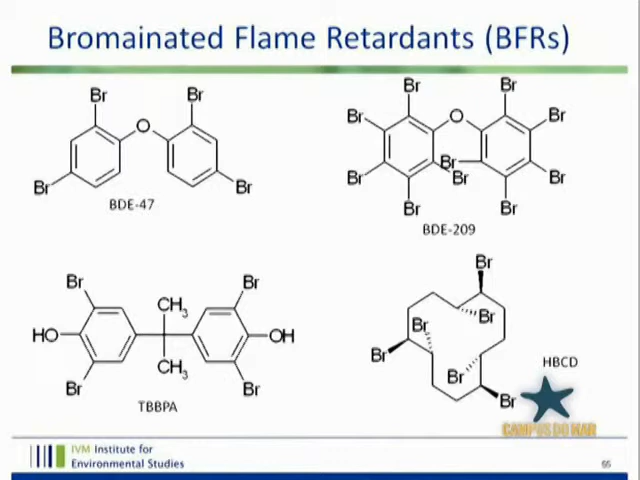 Bromainated Flame Retardants (BFRs)
Br
Br
O
Br
Br
BDE-47
Br
Br
O
Br
Br
Br
Br
Br
Br
Br
Br
BDE-209
Br
Br
CH3
HO
OH
CH3
Br
Br
TBBPA
Br
Br
Br
Br
Br
Br
HBCD
CAMPUS DO MAR
IVM Institute for
Environmental Studies
65